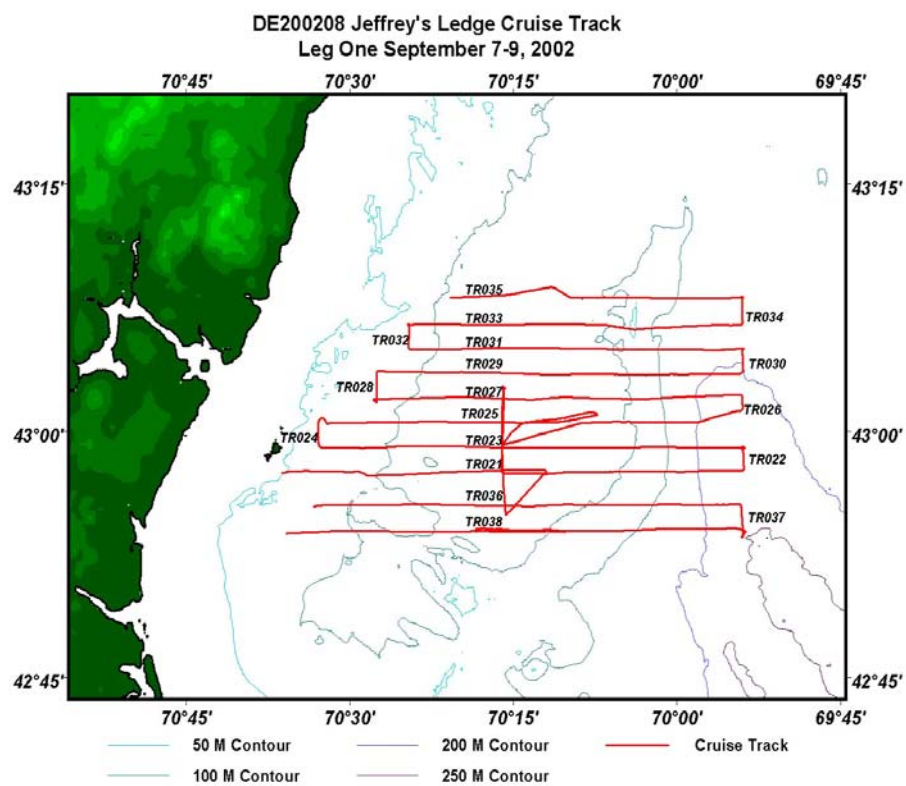 DE200208 Jeffrey's Ledge Cruise Track
Leg One September 7-9, 2002
70°45' 70°30' 70°15' 70°00' 69°45'
43°15' 43°15'
TR035
TR033 TR034
TR032 TR031
TR029 TR030
TR028 TR027
TR025 TR026
43°00' TR024 TR023 43°00'
TR021 TR022
TR036
TR038 TR037
42°45' 42°45'
70°45' 70°30' 70°15' 70°00' 69°45'
50 M Contour 200 M Contour Cruise Track
100 M Contour 250 M Contour